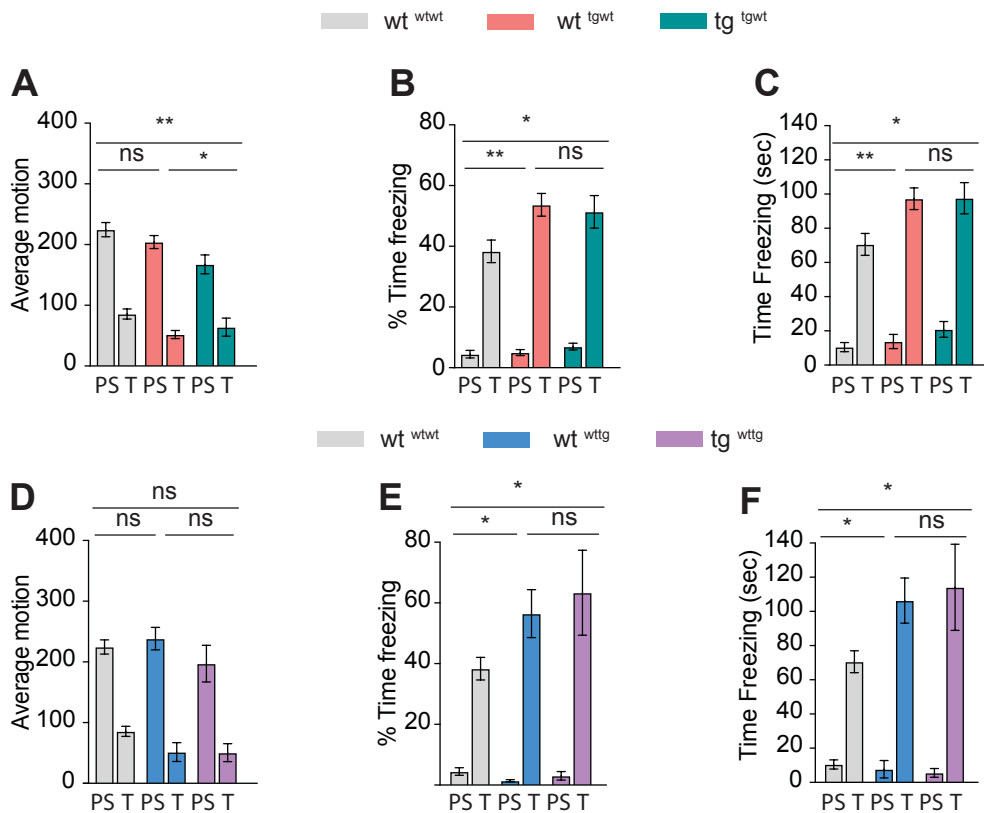 wt wtwt wt tgwt tg tgwt
A
Average motion
400
300
200
100
0
**
ns *
PS T PS T PS T
B
% Time freezing
80
60
40
20
0
*
** ns
PS T PS T PS T
C
Time Freezing (sec)
140
120
100
80
60
40
20
0
*
** ns
PS T PS T PS T
wt wtwt wt wttg tg wttg
D
Average motion
400
300
200
100
0
ns
ns ns
PS T PS T PS T
E
% Time freezing
80
60
40
20
*
* ns
PS T PS T PS T
F
Time Freezing (sec)
140
120
100
80
60
40
20
0
*
* ns
PS T PS T PS T